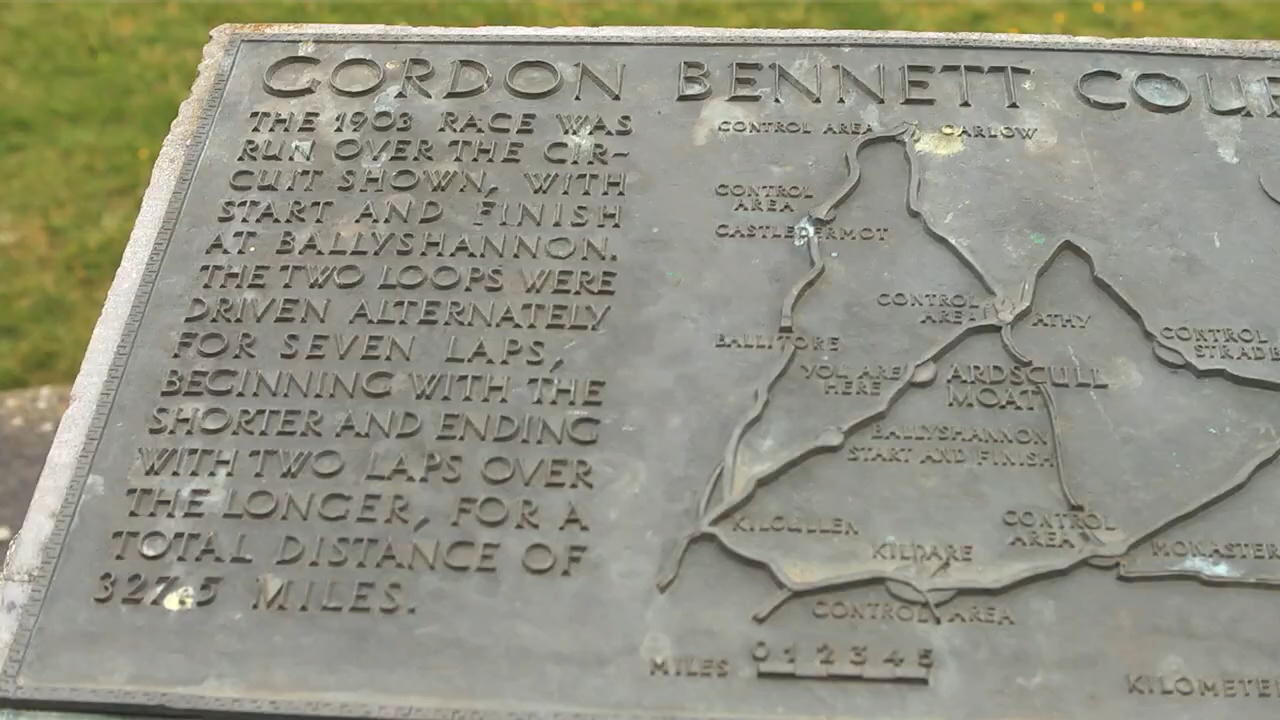 GORDON BENNETT COUR
THE 1903 RACE WAS
RUN OVER THE CIR-
CUIT SHOWN, WITH
START AND FINISH
AT BALLYSHANNON.
THE TWO LOOPS WERE
DRIVEN ALTERNATELY
FOR SEVEN LAPS,
BEGINNING WITH THE
SHORTER AND ENDING
WITH TWO LAPS OVER
THE LONGER, FOR A
TOTAL DISTANCE OF
327.5 MILES.
CONTROL AREA CARLOW
CONTROL
AREA
CASTLEDERMOT
CONTROL
AREA
ATHY
CONTROL
STRADB
BALLITORE
YOU ARE
HERE
ARDSCULL
MOAT
BALLYSHANNON
START AND FINISH
KILCULLEN
CONTROL
AREA
KILDARE
MONASTER
CONTROL AREA
MILES 0 1 2 3 4 5
KILOMETE